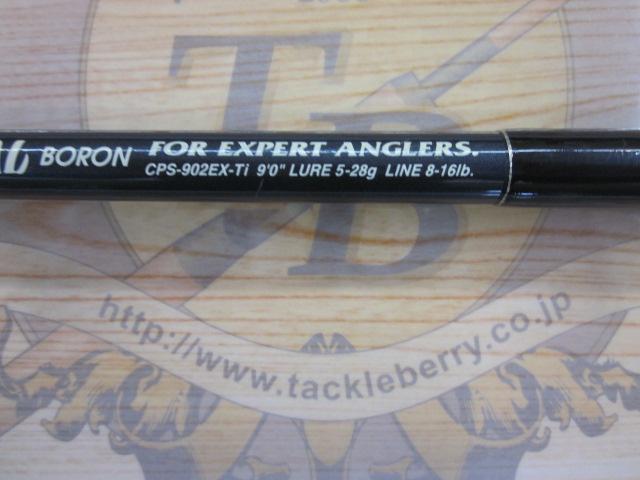 BORON FOR EXPERT ANGLERS.
CPS-902EX-Ti 9'0" LURE 5-28g LINE 8-16lb.
TB
http://www.tackleberry.co.jp